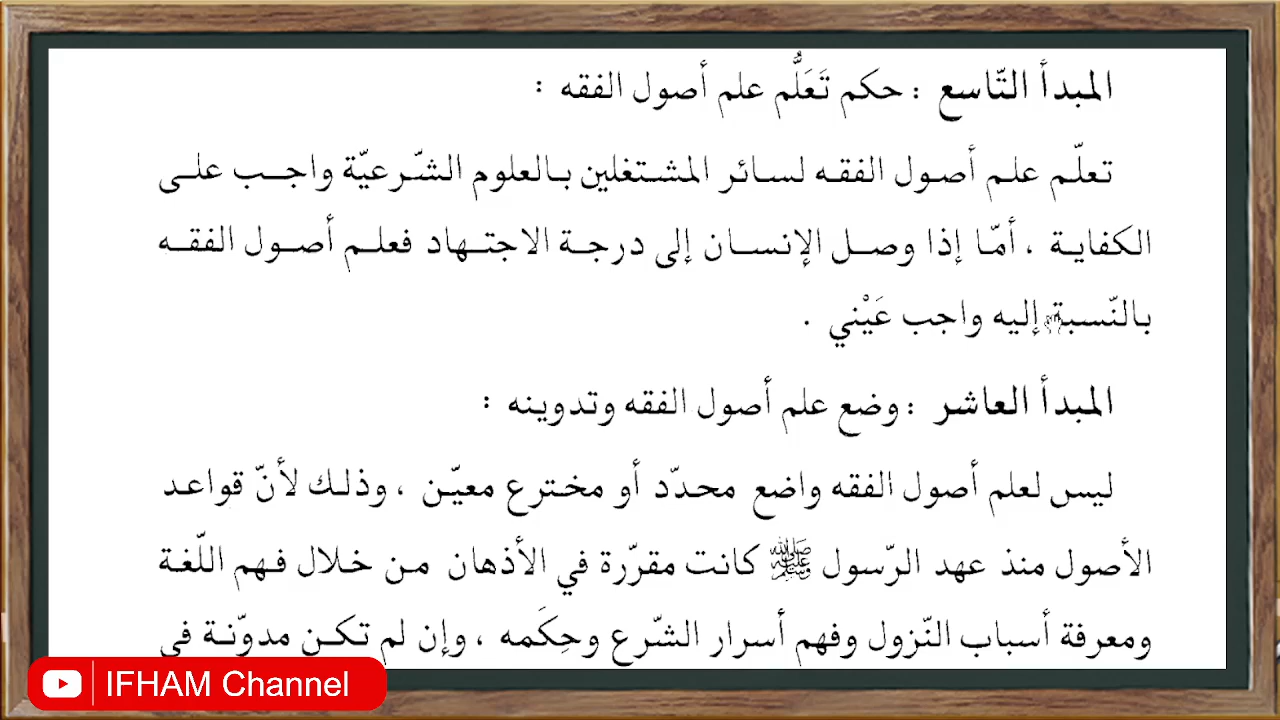 المبدأ التّاسع : حكم تَعَلُّم علم أصول الفقه :
تعلّم علم أصول الفقه لسائر المشتغلين بالعلوم الشّرعيّة واجب على
الكفاية ، أمّا إذا وصل الإنسان إلى درجة الاجتهاد فعلم أصول الفقه
بالنّسبة إليه واجب عَيْني .
المبدأ العاشر : وضع علم أصول الفقه وتدوينه :
ليس لعلم أصول الفقه واضع محدّد أو مخترع معيّن ، وذلك لأنّ قواعد
الأصول منذ عهد الرّسول ﷺ كانت مقرّرة في الأذهان من خلال فهم اللّغة
ومعرفة أسباب النّزول وفهم أسرار الشّرع وحِكَمه ، وإن لم تكن مدوّنة في
IFHAM Channel